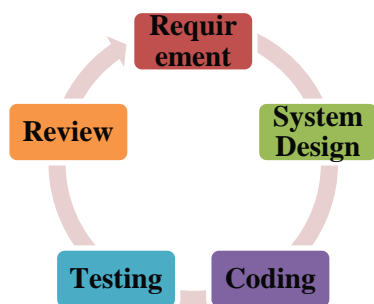 Requir
ement
System
Design
Coding
Testing
Review